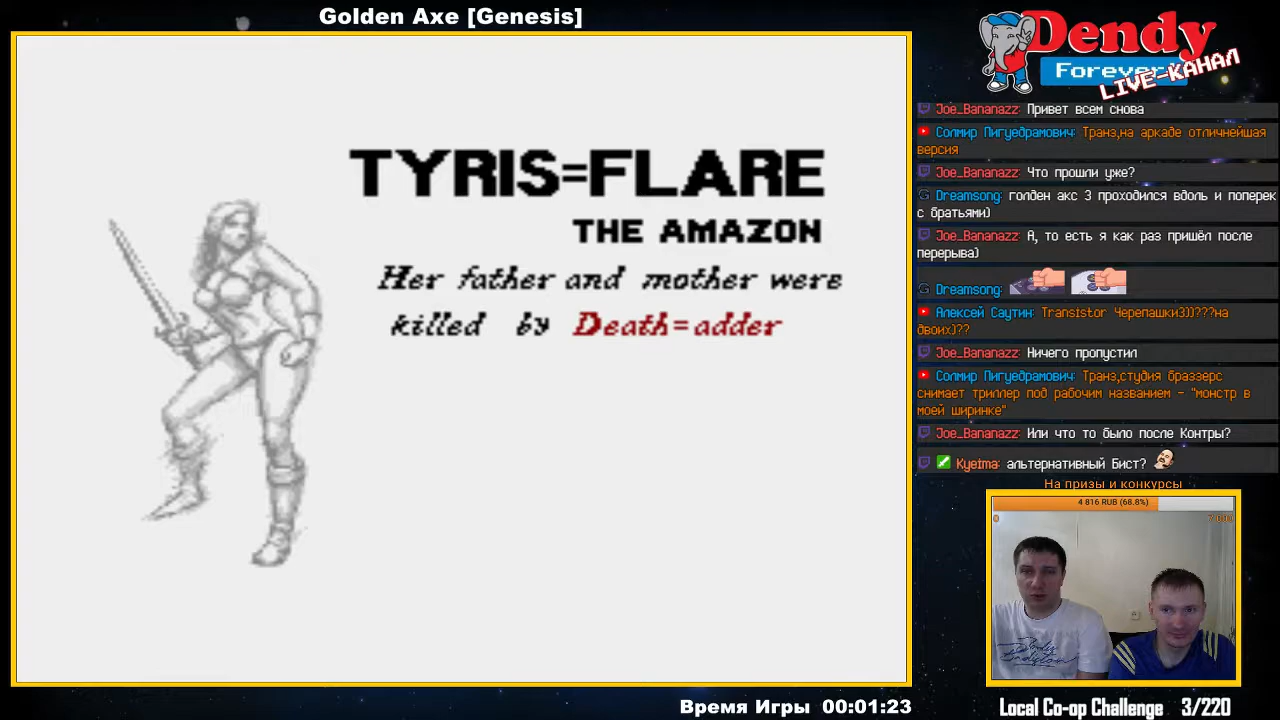 Golden Axe [Genesis]
Dendy
Forever!
LIVE-КАНАЛ
TYRIS=FLARE
THE AMAZON
Her father and mother were
killed by Death=adder
Joe_Bananazz: Привет всем снова
Солмир Пигуедрамович: Транз,на аркаде отличнейшая
версия
Joe_Bananazz: Что прошли уже?
Dreamsong: голден акс 3 проходился вдоль и поперек
с братьями)
Joe_Bananazz: А, то есть я как раз пришёл после
перерыва)
Dreamsong:
Алексей Саутин: Transistor Черепашки3)))???на
двоих)??
Joe_Bananazz: Ничего пропустил
Солмир Пигуедрамович: Транз,студия браззерс
снимает триллер под рабочим названием - "монстр в
моей ширинке"
Joe_Bananazz: Или что то было после Контры?
Kyeima: альтернативный Бист?
На призы и конкурсы
4 816 RUB (68.8%)
0
Время Игры 00:01:23
Local Co-op Challenge 3/220